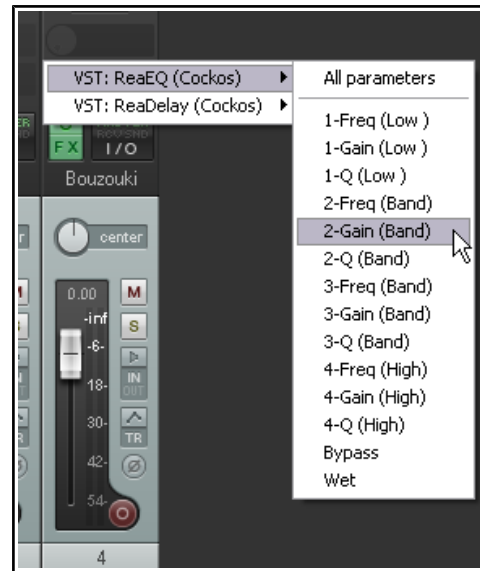 VST: ReaEQ (Cockos)
VST: ReaDelay (Cockos)
All parameters
1-Freq (Low )
1-Gain (Low )
1-Q (Low )
2-Freq (Band)
2-Gain (Band)
2-Q (Band)
3-Freq (Band)
3-Gain (Band)
3-Q (Band)
4-Freq (High)
4-Gain (High)
4-Q (High)
Bypass
Wet
FX
I/O
Bouzouki
center
0.00
M
-inf
S
-6-
IN
OUT
18-
30-
TR
42-
54-
4